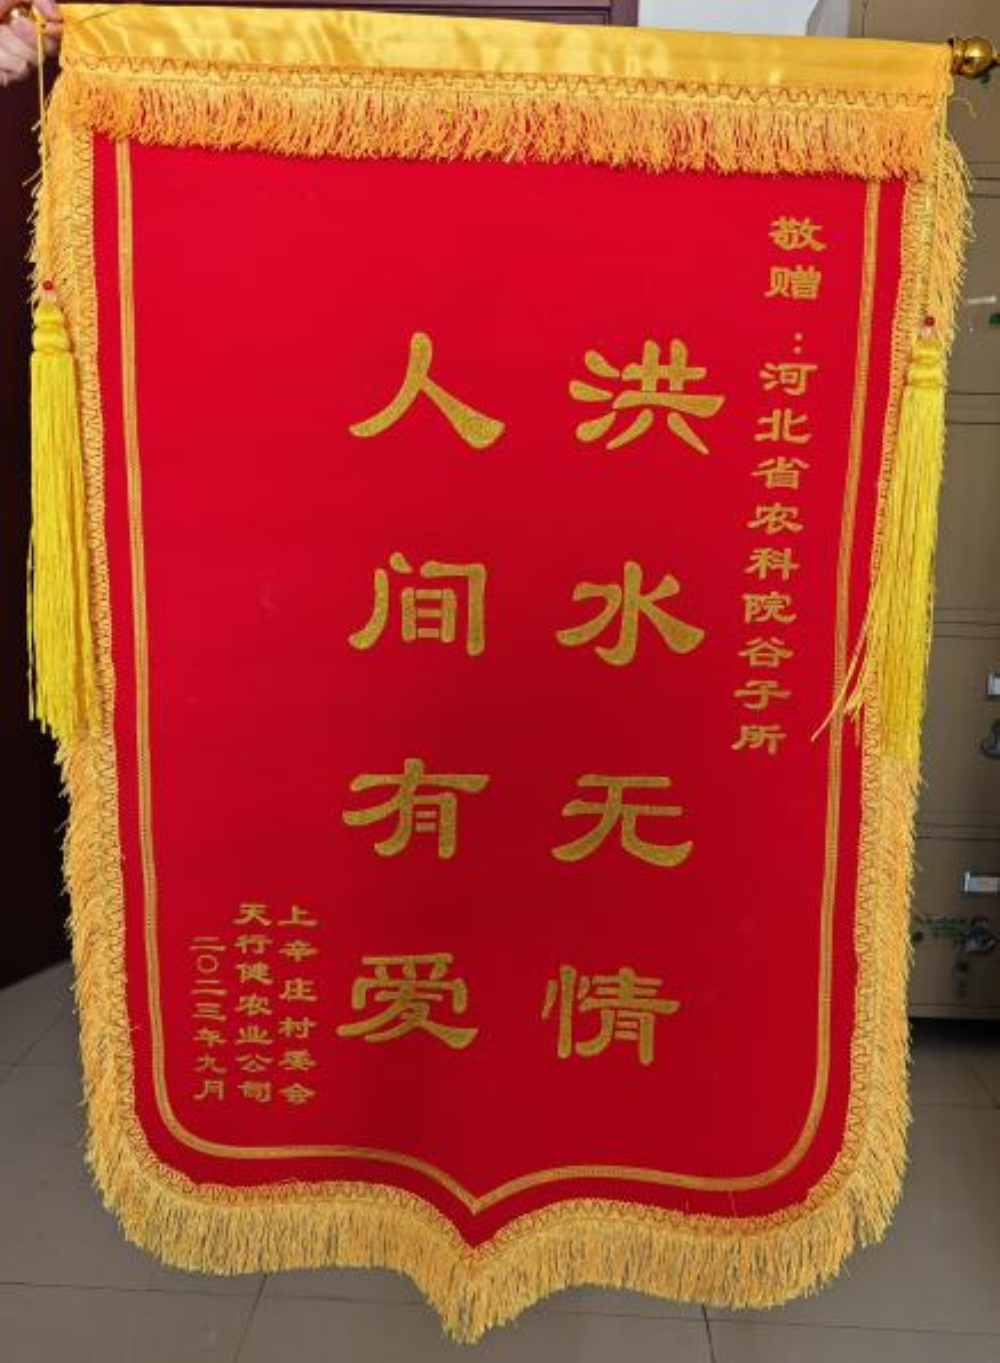 敬赠：河北省农科院谷子所
洪水无情
人间有爱
上辛庄村委会
天行健农业公司
二〇二三年九月